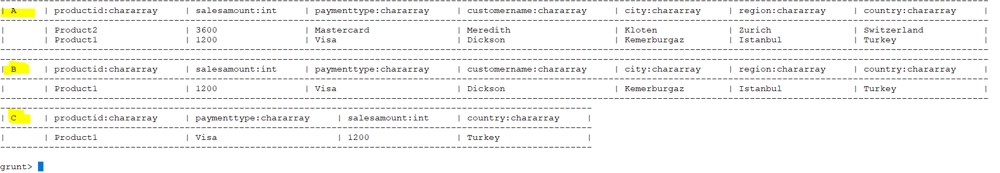 | A | productid:chararray | salesamount:int | paymenttype:chararray | customername:chararray | city:chararray | region:chararray | country:chararray |
| | Product2 | 3600 | Mastercard | Meredith | Kloten | Zurich | Switzerland |
| | Product1 | 1200 | Visa | Dickson | Kemerburgaz | Istanbul | Turkey |
| B | productid:chararray | salesamount:int | paymenttype:chararray | customername:chararray | city:chararray | region:chararray | country:chararray |
| | Product1 | 1200 | Visa | Dickson | Kemerburgaz | Istanbul | Turkey |
| C | productid:chararray | paymenttype:chararray | salesamount:int | country:chararray |
| | Product1 | Visa | 1200 | Turkey |
grunt>